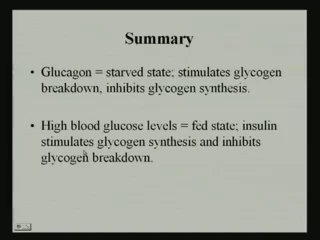 Summary
• Glucagon = starved state; stimulates glycogen
breakdown, inhibits glycogen synthesis.
• High blood glucose levels = fed state; insulin
stimulates glycogen synthesis and inhibits
glycogen breakdown.